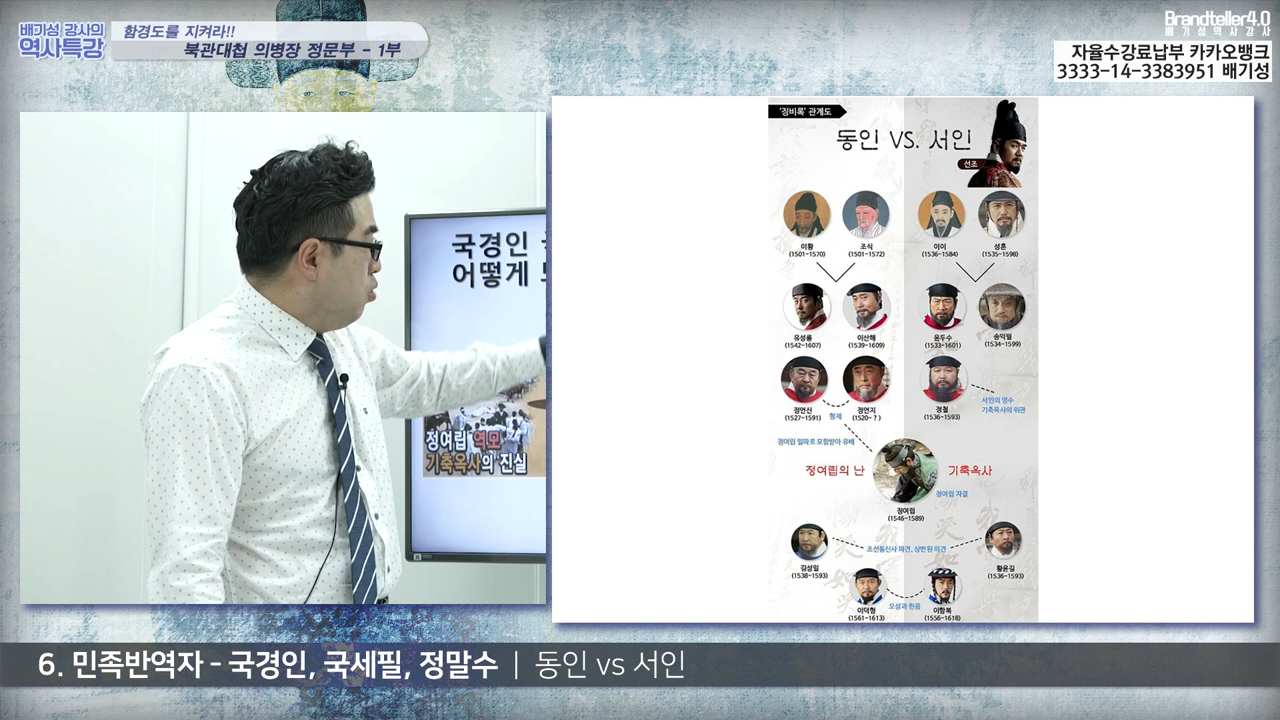 배기성 강사의
역사특강
함경도를 지켜라!!
북관대첩 의병장 정문부 - 1부
Brandteller4.0
배기성역사강사
자율수강료납부 카카오뱅크
3333-14-3383951 배기성
국경인
어떻게
정여립 역모
기축옥사의 진실
'징비록' 관계도
동인 VS. 서인
선조
이황
(1501~1570)
조식
(1501~1572)
이이
(1536~1584)
성혼
(1535~1598)
유성룡
(1542~1607)
이산해
(1539~1609)
윤두수
(1533~1601)
송익필
(1534~1599)
정언신
(1527~1591)
정언지
(1520~ ? )
정철
(1536~1593)
형제
서인의 영수
기축옥사의 위관
정여립 일파로 모함받아 유배
정여립의 난
기축옥사
정여립 자결
정여립
(1546~1589)
김성일
(1538~1593)
조선통신사 파견, 상반된 의견
황윤길
(1536~1593)
이덕형
(1561~1613)
오성과 한음
이항복
(1556~1618)
6. 민족반역자 - 국경인, 국세필, 정말수 | 동인 vs 서인